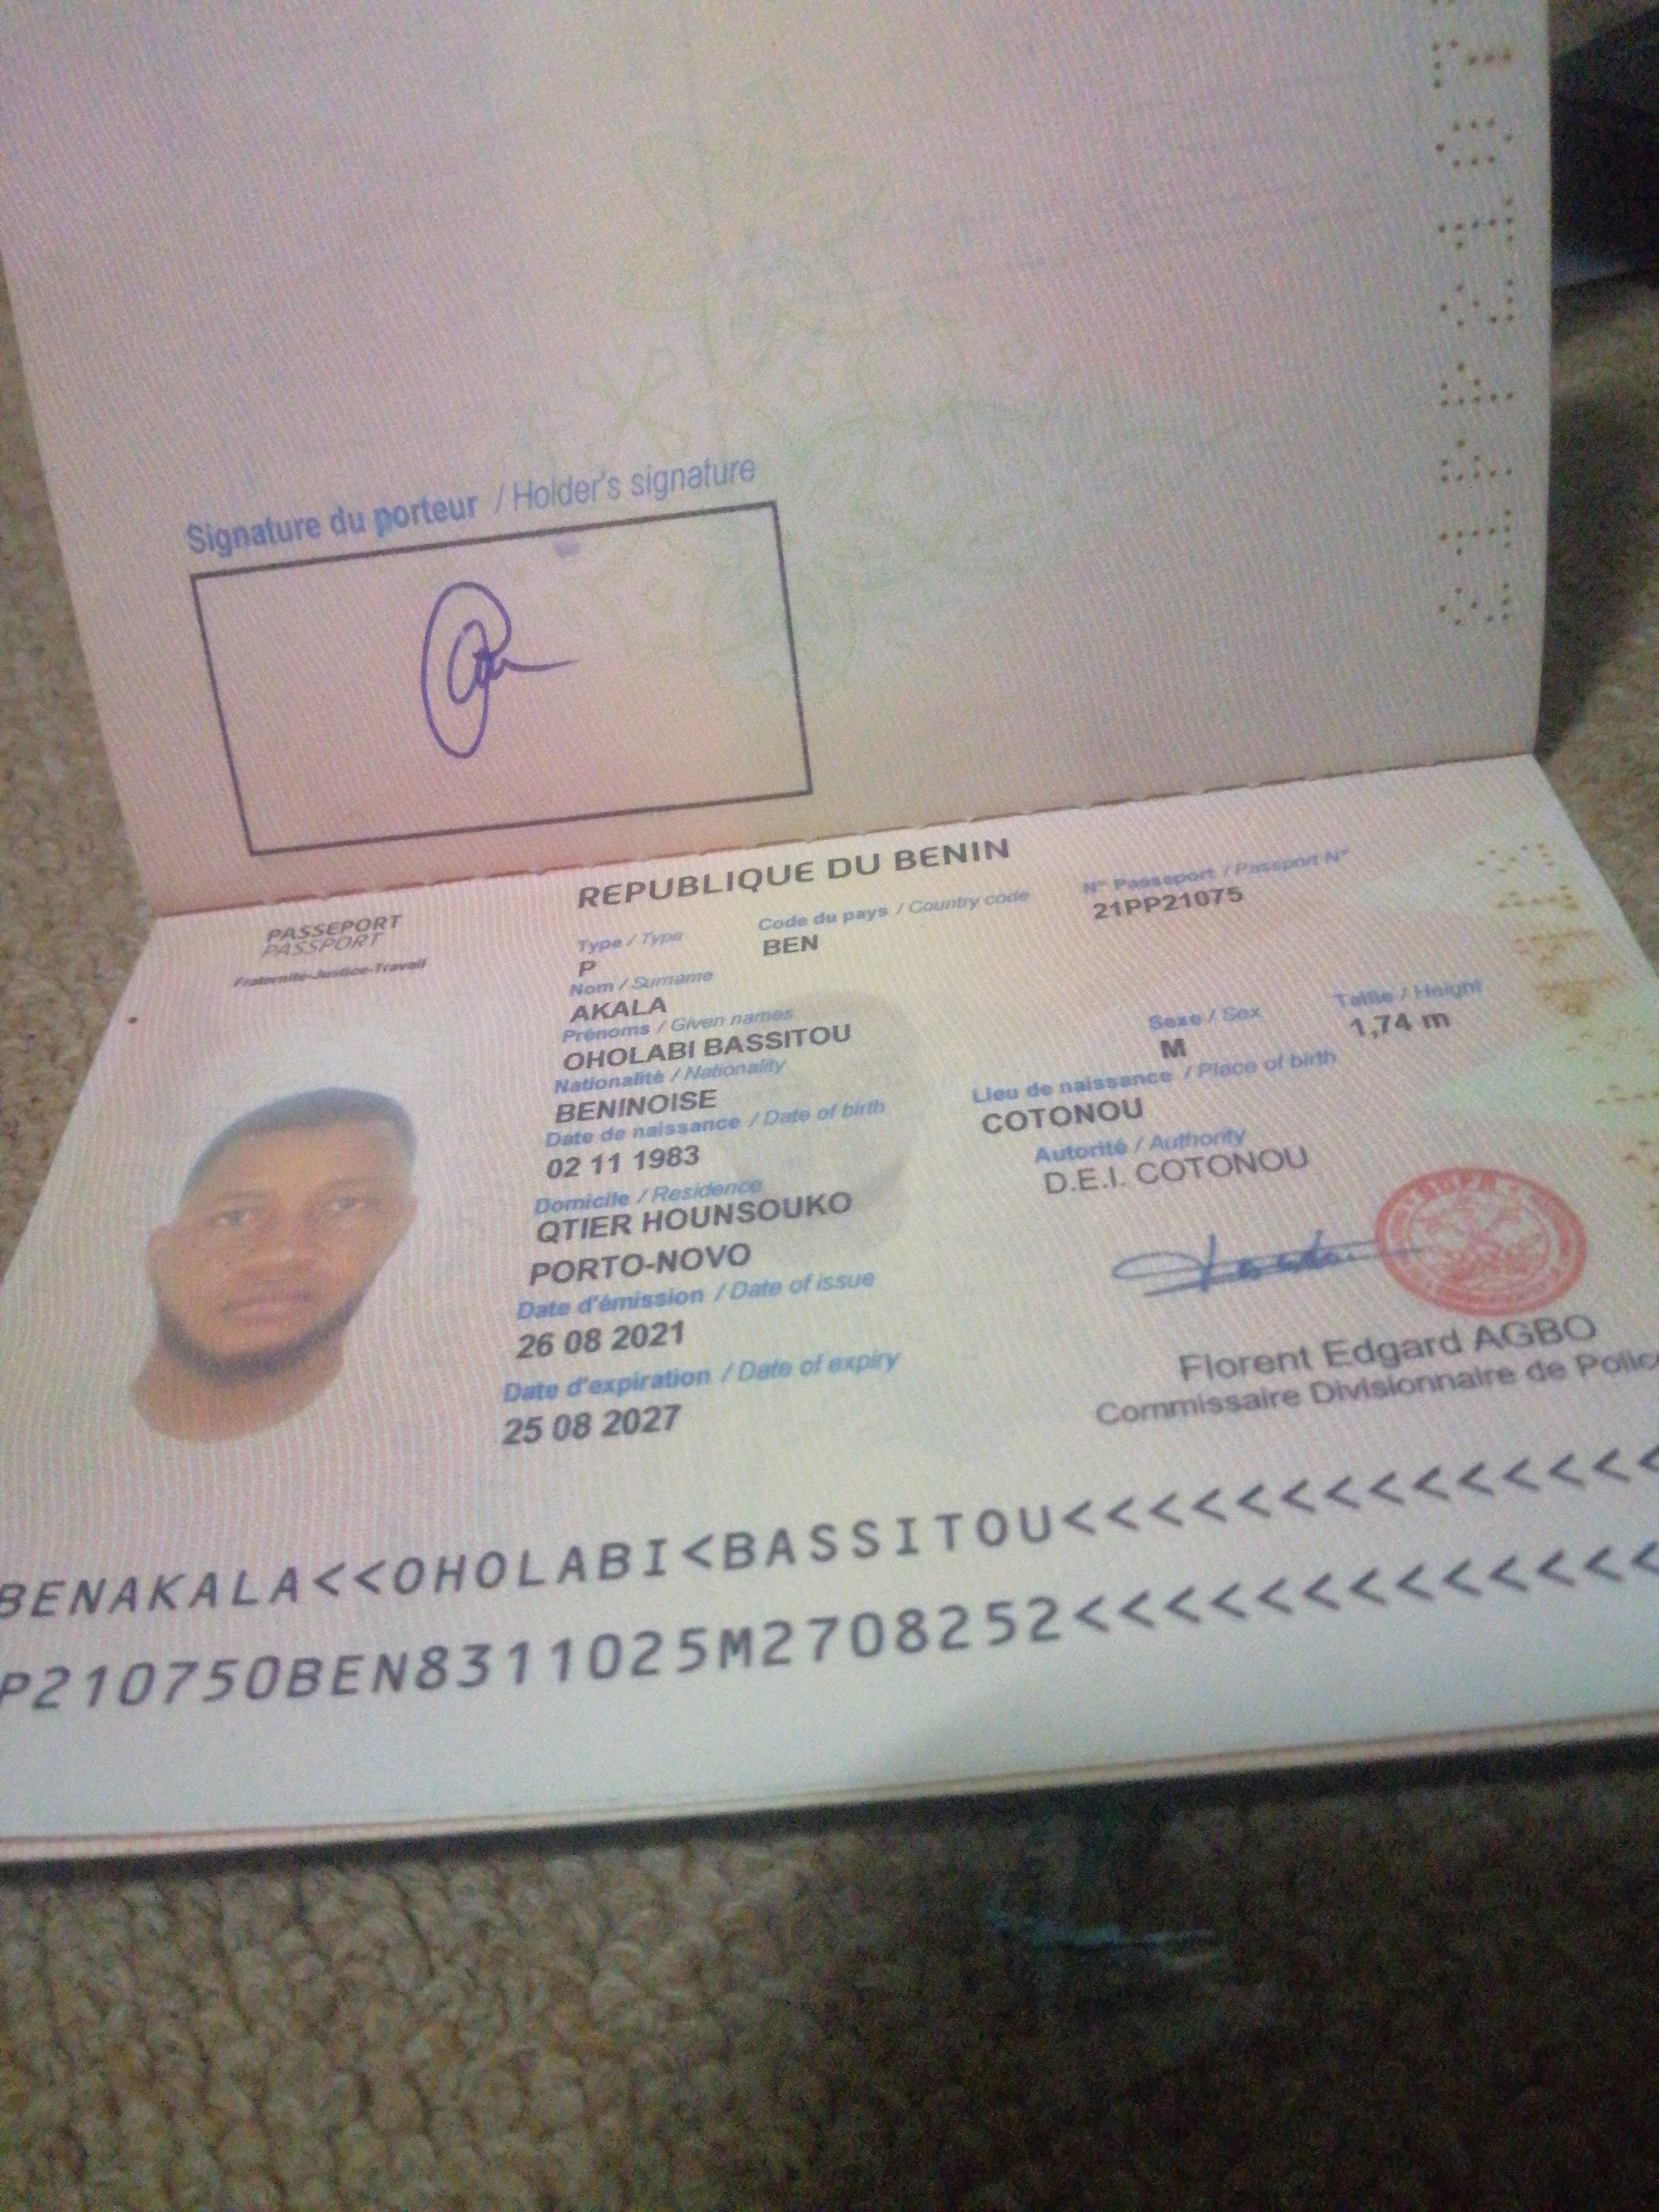 Signature du porteur / Holder's signature
REPUBLIQUE DU BENIN
PASSEPORT
PASSPORT
Fraternité-Justice-Travail
Type / Type
P
Code du pays / Country code
BEN
N° Passeport / Passport N°
21PP21075
Nom / Surname
AKALA
Prénoms / Given names
OHOLABI BASSITOU
Sexe / Sex
M
Taille / Height
1,74 m
Nationalité / Nationality
BENINOISE
Date de naissance / Date of birth
02 11 1983
Lieu de naissance / Place of birth
COTONOU
Domicile / Residence
QTIER HOUNSOUKO
PORTO-NOVO
Autorité / Authority
D.E.I. COTONOU
Date d'émission / Date of issue
26 08 2021
Date d'expiration / Date of expiry
25 08 2027
Florent Edgard AGBO
Commissaire Divisionnaire de Police
BENAKALA<<OHOLABI<BASSITOU<<<<<<<<<<<<<<
P210750BEN8311025M2708252<<<<<<<<<<<<<<